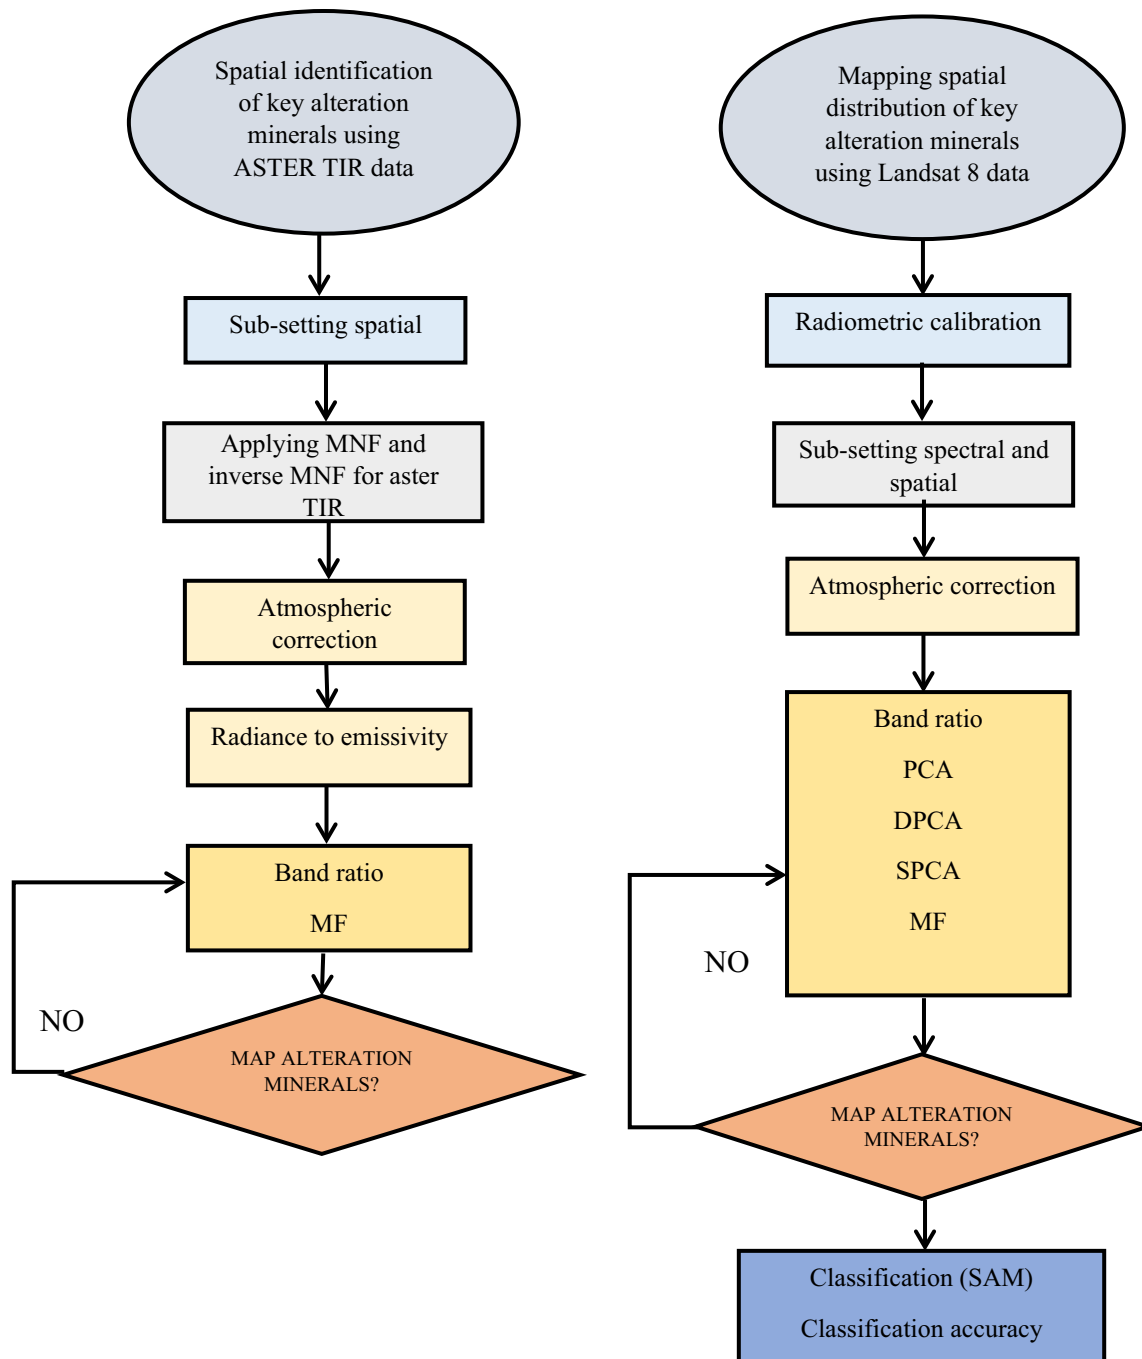 Spatial identification
of key alteration
minerals using
ASTER TIR data
Sub-setting spatial
Applying MNF and
inverse MNF for aster
TIR
Atmospheric
correction
Radiance to emissivity
Band ratio
MF
NO
MAP ALTERATION
MINERALS?
Mapping spatial
distribution of key
alteration minerals
using Landsat 8 data
Radiometric calibration
Sub-setting spectral and
spatial
Atmospheric correction
Band ratio
PCA
DPCA
SPCA
MF
NO
MAP ALTERATION
MINERALS?
Classification (SAM)
Classification accuracy